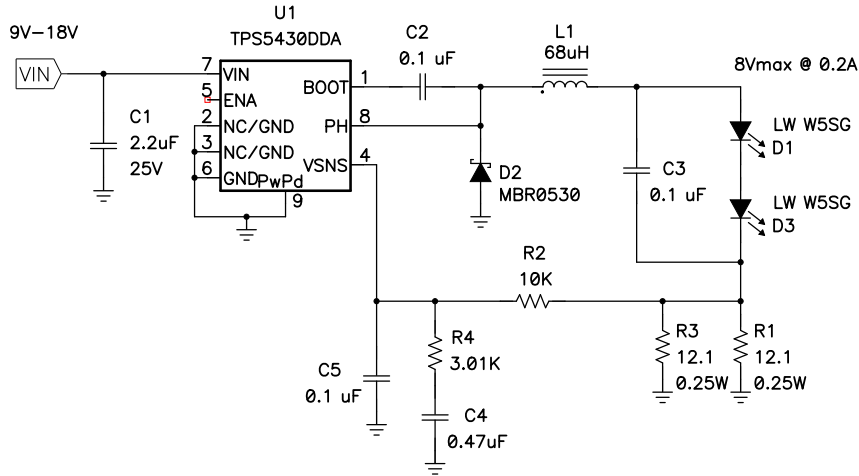 9V-18V
VIN
C1
2.2uF
25V
U1
TPS5430DDA
7
VIN
5
ENA
2
NC/GND
3
NC/GND
6
GND
PwPd
9
BOOT
1
PH
8
VSNS
4
C2
0.1 uF
L1
68uH
8Vmax @ 0.2A
D2
MBR0530
C3
0.1 uF
LW W5SG
D1
LW W5SG
D3
R2
10K
R4
3.01K
C5
0.1 uF
C4
0.47uF
R3
12.1
0.25W
R1
12.1
0.25W